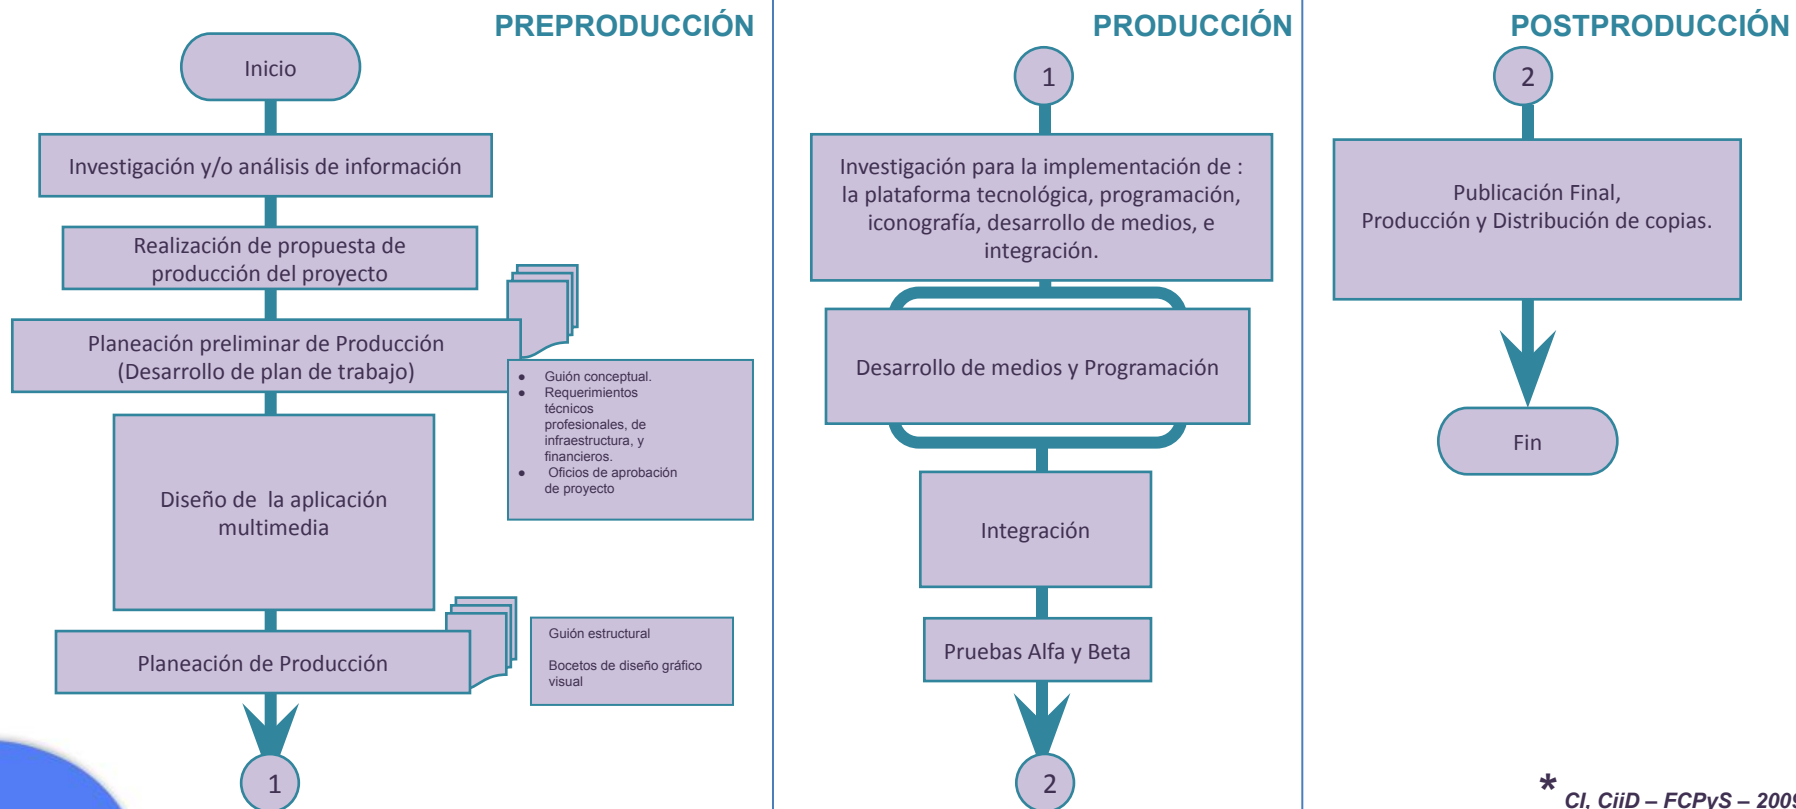 PREPRODUCCIÓN
Inicio
Investigación y/o análisis de información
Realización de propuesta de
producción del proyecto
Planeación preliminar de Producción
(Desarrollo de plan de trabajo)
● Guión conceptual.
● Requerimientos
técnicos
profesionales, de
infraestructura, y
financieros.
● Oficios de aprobación
de proyecto
Diseño de la aplicación
multimedia
Planeación de Producción
Guión estructural
Bocetos de diseño gráfico
visual
1
PRODUCCIÓN
1
Investigación para la implementación de :
la plataforma tecnológica, programación,
iconografía, desarrollo de medios, e
integración.
Desarrollo de medios y Programación
Integración
Pruebas Alfa y Beta
2
POSTPRODUCCIÓN
2
Publicación Final,
Producción y Distribución de copias.
Fin
* CI, CiiD – FCPyS – 2009